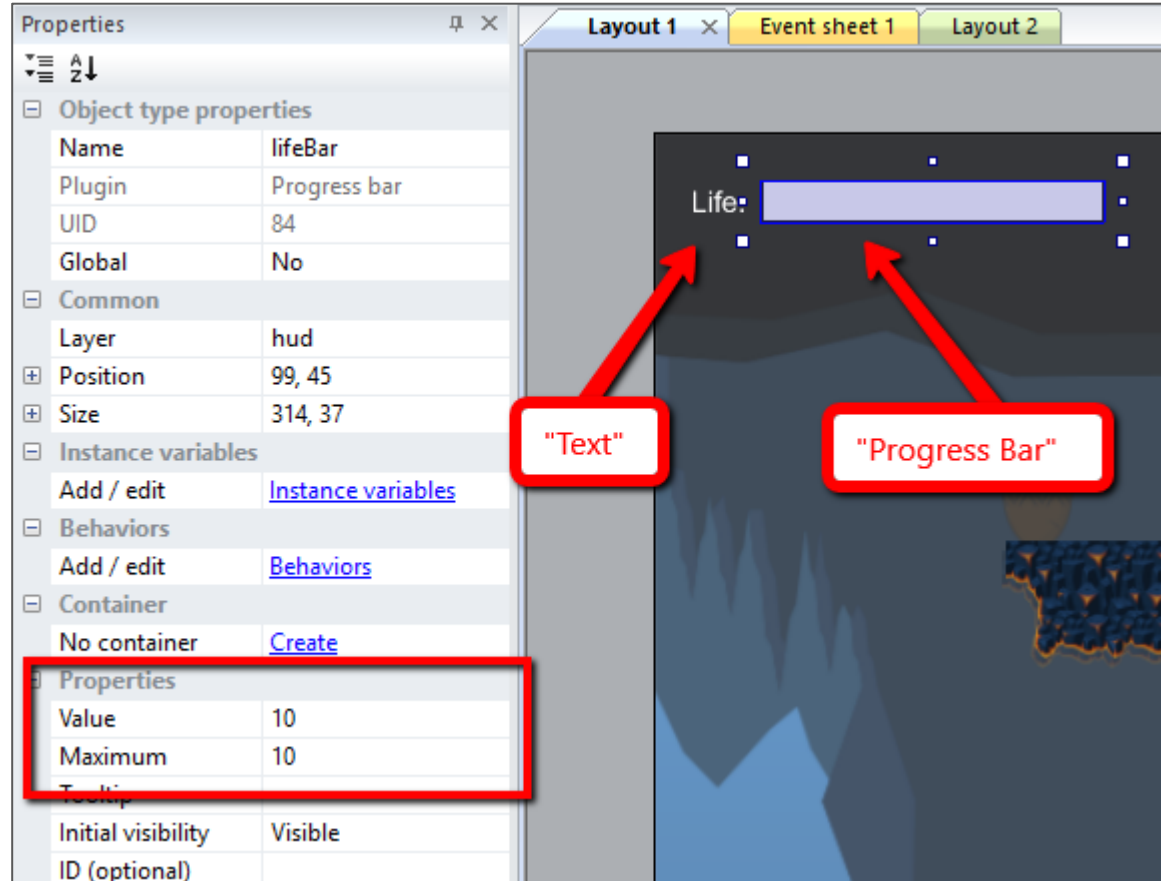 Properties
Layout 1
Event sheet 1
Layout 2
Object type properties
Name lifeBar
Plugin Progress bar
UID 84
Global No
Common
Layer hud
Position 99, 45
Size 314, 37
Instance variables
Add / edit Instance variables
Behaviors
Add / edit Behaviors
Container
No container Create
Properties
Value 10
Maximum 10
Tooltip
Initial visibility Visible
ID (optional)
Life:
"Text"
"Progress Bar"